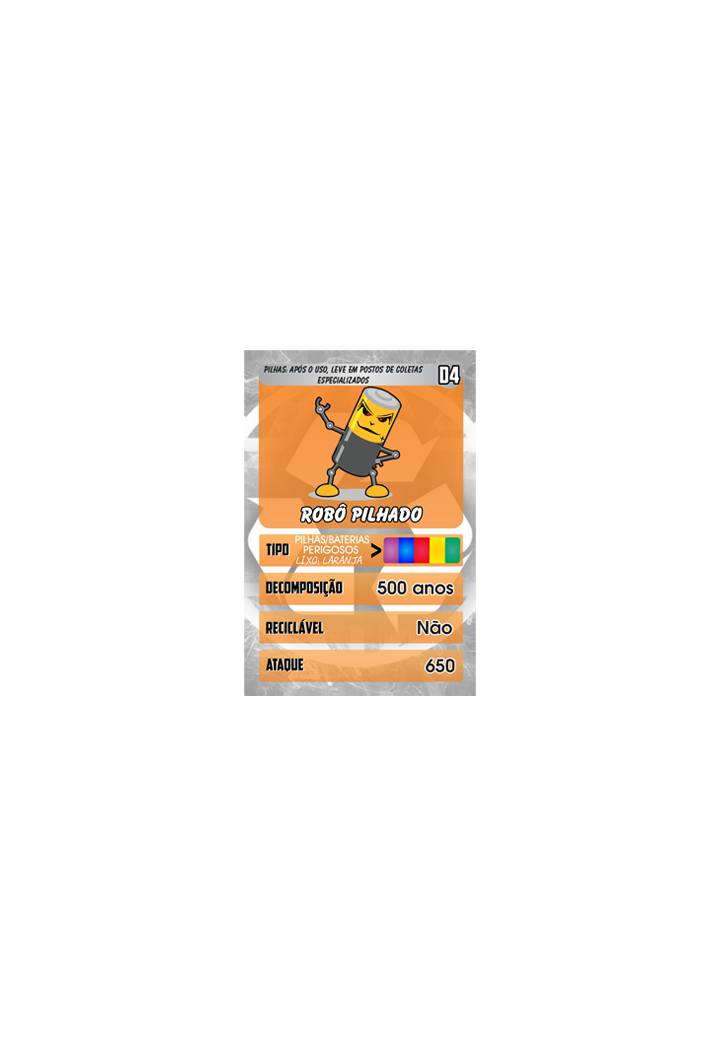 PILHAS: APÓS O USO, LEVE EM POSTOS DE COLETAS
ESPECIALIZADOS
D4
ROBÔ PILHADO
TIPO
PILHAS/BATERIAS
PERIGOSOS
LIXO: LARANJA
>
DECOMPOSIÇÃO 500 anos
RECICLÁVEL Não
ATAQUE 650